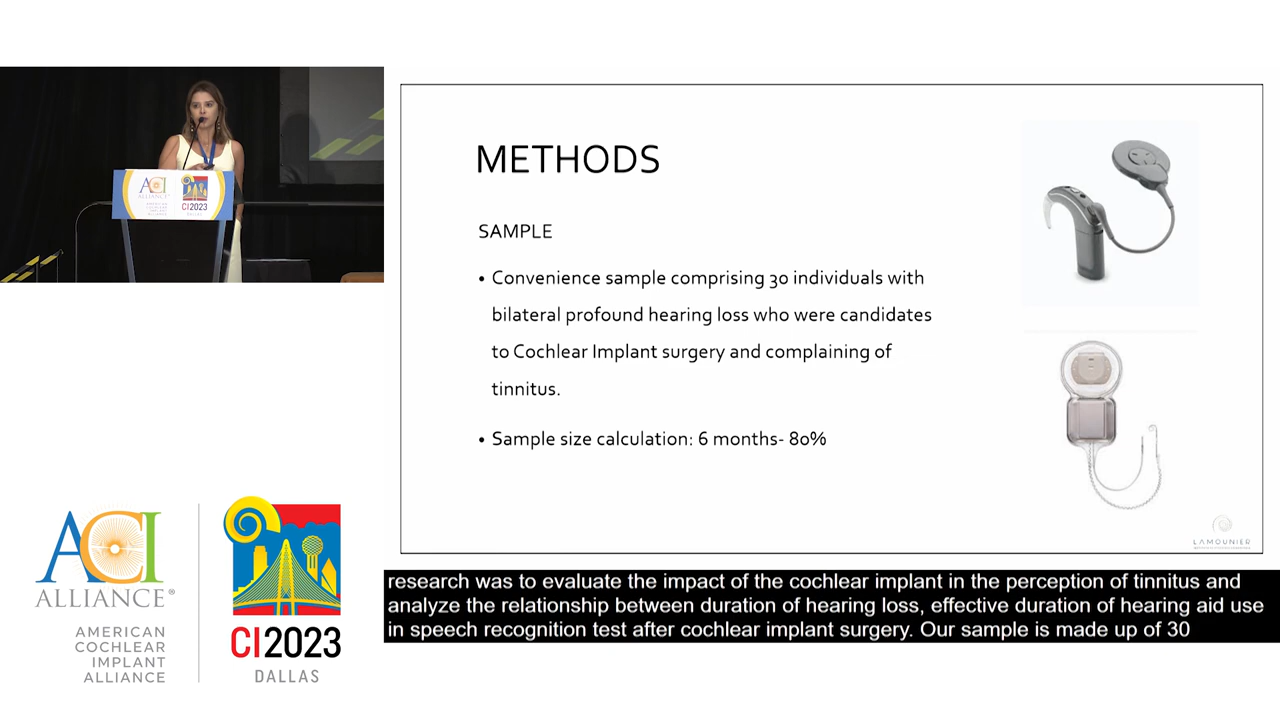 METHODS
SAMPLE
• Convenience sample comprising 30 individuals with
bilateral profound hearing loss who were candidates
to Cochlear Implant surgery and complaining of
tinnitus.
• Sample size calculation: 6 months- 80%
LAMOUNIER
ACI
ALLIANCE
CI2023
DALLAS
ACI
ALLIANCE®
AMERICAN
COCHLEAR
IMPLANT
ALLIANCE
CI2023
DALLAS
research was to evaluate the impact of the cochlear implant in the perception of tinnitus and
analyze the relationship between duration of hearing loss, effective duration of hearing aid use
in speech recognition test after cochlear implant surgery. Our sample is made up of 30